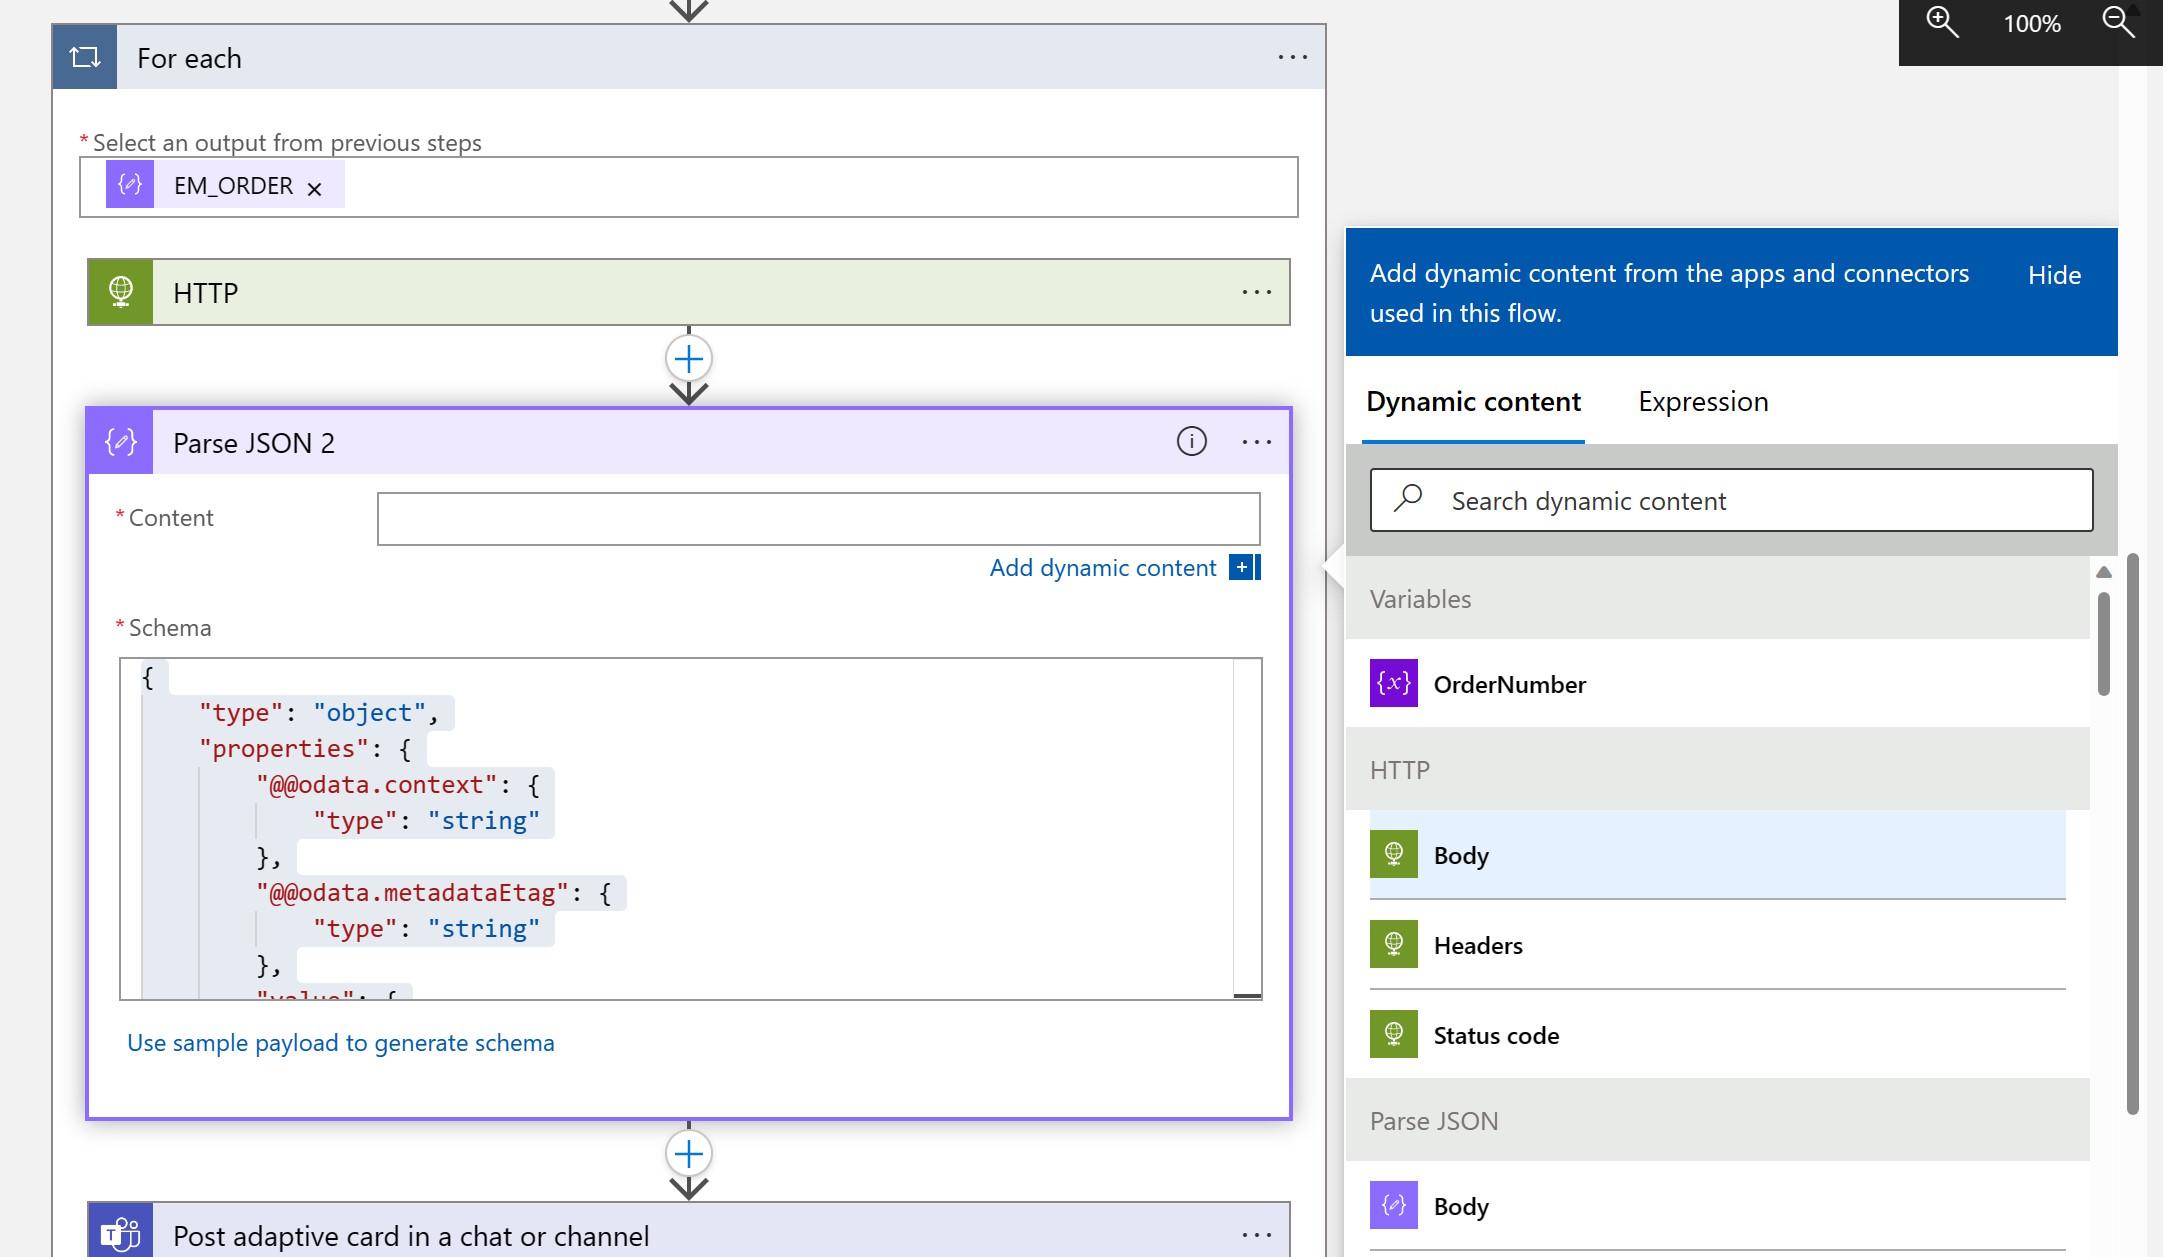 For each
...
* Select an output from previous steps
EM_ORDER ×
HTTP
...
Parse JSON 2
...
* Content
Add dynamic content
* Schema
{
"type": "object",
"properties": {
"@@odata.context": {
"type": "string"
},
"@@odata.metadataEtag": {
"type": "string"
},
"value": {
Use sample payload to generate schema
Post adaptive card in a chat or channel
...
100%
Add dynamic content from the apps and connectors
used in this flow.
Hide
Dynamic content
Expression
Search dynamic content
Variables
{x} OrderNumber
HTTP
Body
Headers
Status code
Parse JSON
Body